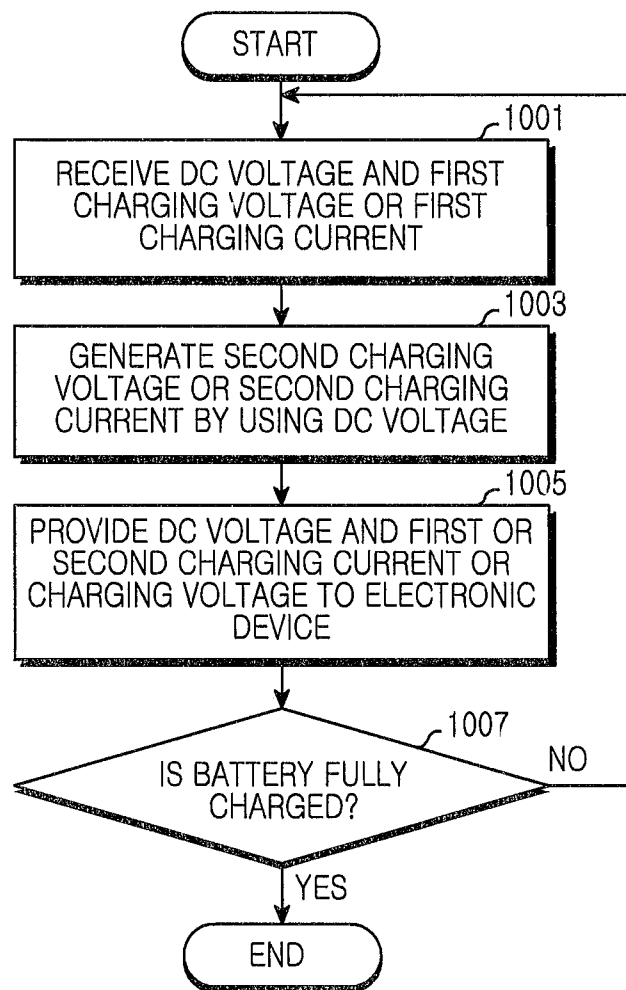 START
1001
RECEIVE DC VOLTAGE AND FIRST
CHARGING VOLTAGE OR FIRST
CHARGING CURRENT
1003
GENERATE SECOND CHARGING
VOLTAGE OR SECOND CHARGING
CURRENT BY USING DC VOLTAGE
1005
PROVIDE DC VOLTAGE AND FIRST OR
SECOND CHARGING CURRENT OR
CHARGING VOLTAGE TO ELECTRONIC
DEVICE
1007
IS BATTERY FULLY
CHARGED?
NO
YES
END